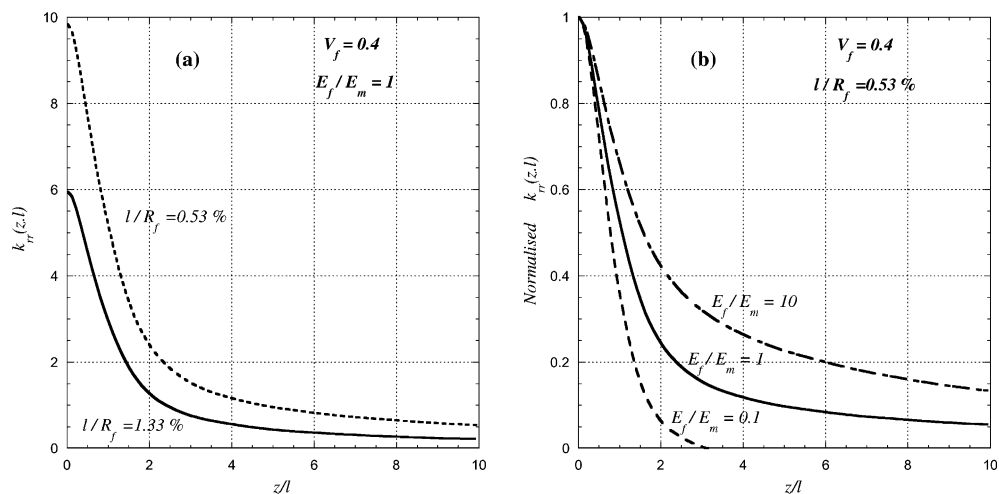 (a)
V_f = 0.4
E_f / E_m = 1
l / R_f = 0.53 %
l / R_f = 1.33 %
k_rr(z.l)
10
8
6
4
2
0
0 2 4 6 8 10
z/l
(b)
V_f = 0.4
l / R_f = 0.53 %
E_f / E_m = 10
E_f / E_m = 1
E_f / E_m = 0.1
Normalised k_rr(z.l)
1
0.8
0.6
0.4
0.2
0
0 2 4 6 8 10
z/l